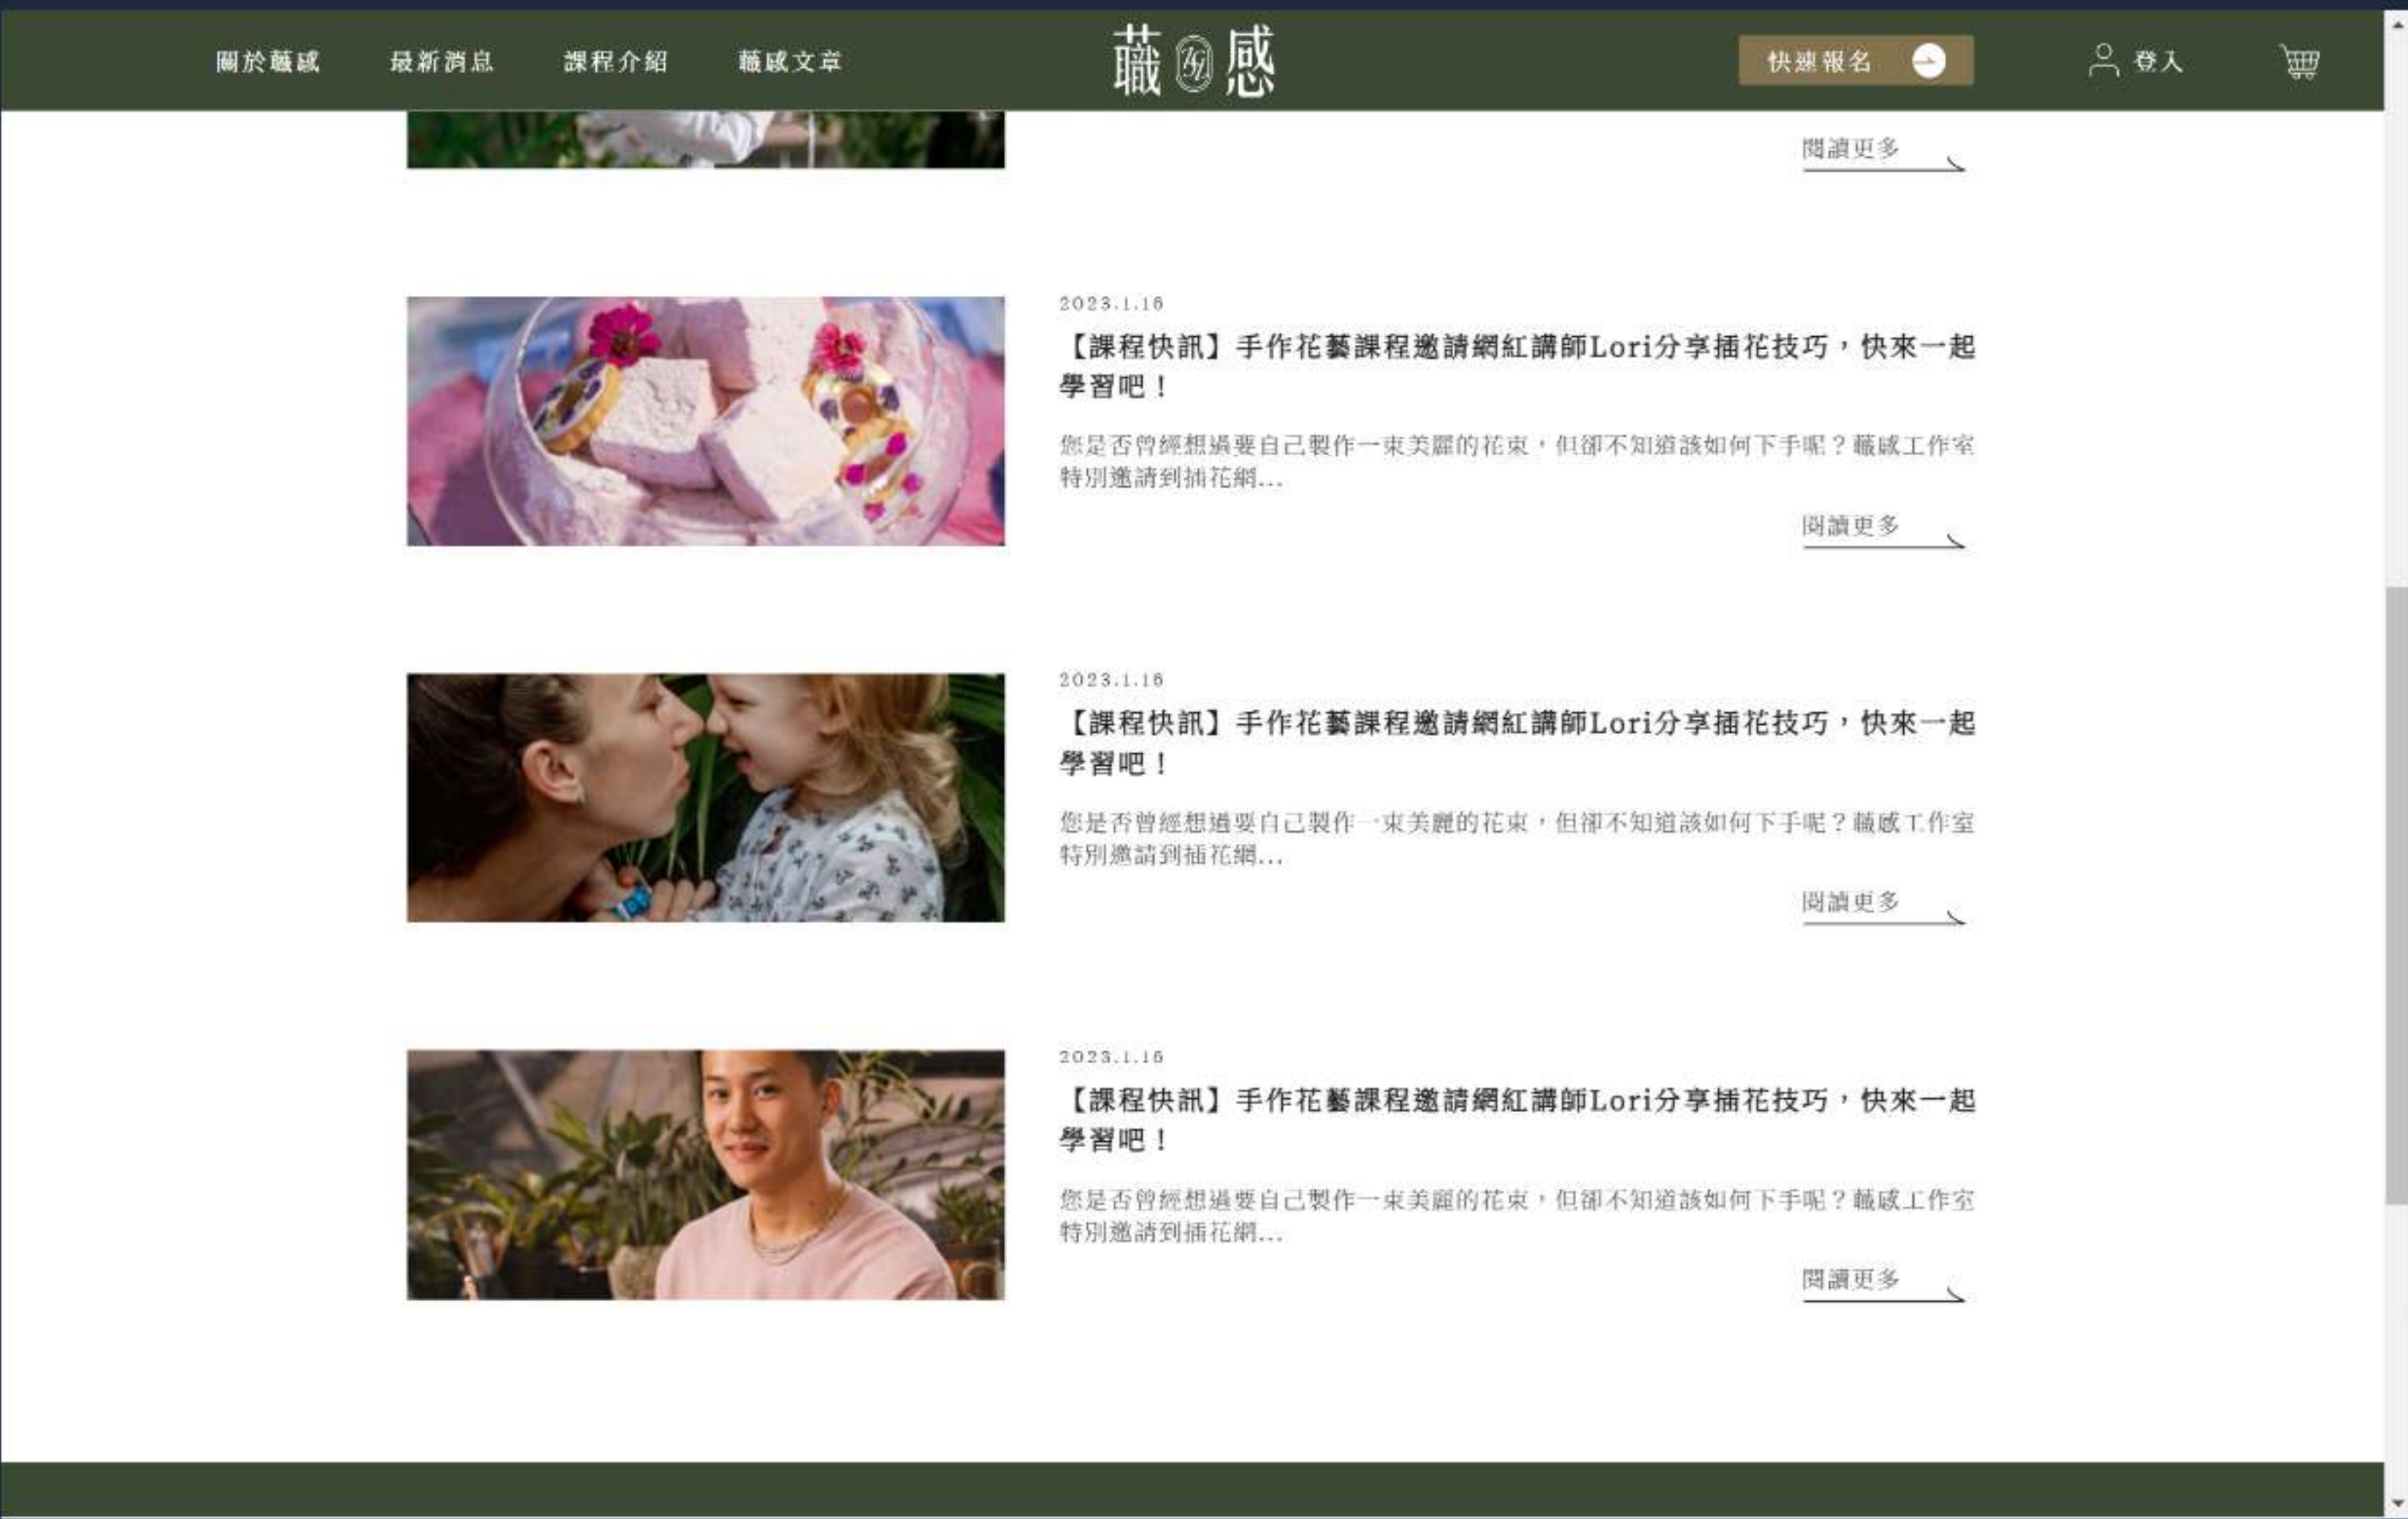 關於蘵感
最新消息
課程介紹
蘵感文章
蘵感
快速報名
登入
閱讀更多
2023.1.16
【課程快訊】手作花藝課程邀請網紅講師Lori分享插花技巧，快來一起
學習吧！
您是否曾經想過要自己製作一束美麗的花束，但卻不知道該如何下手呢？蘵感工作室
特別邀請到插花網...
閱讀更多
2023.1.16
【課程快訊】手作花藝課程邀請網紅講師Lori分享插花技巧，快來一起
學習吧！
您是否曾經想過要自己製作一束美麗的花束，但卻不知道該如何下手呢？蘵感工作室
特別邀請到插花網...
閱讀更多
2023.1.16
【課程快訊】手作花藝課程邀請網紅講師Lori分享插花技巧，快來一起
學習吧！
您是否曾經想過要自己製作一束美麗的花束，但卻不知道該如何下手呢？蘵感工作室
特別邀請到插花網...
閱讀更多